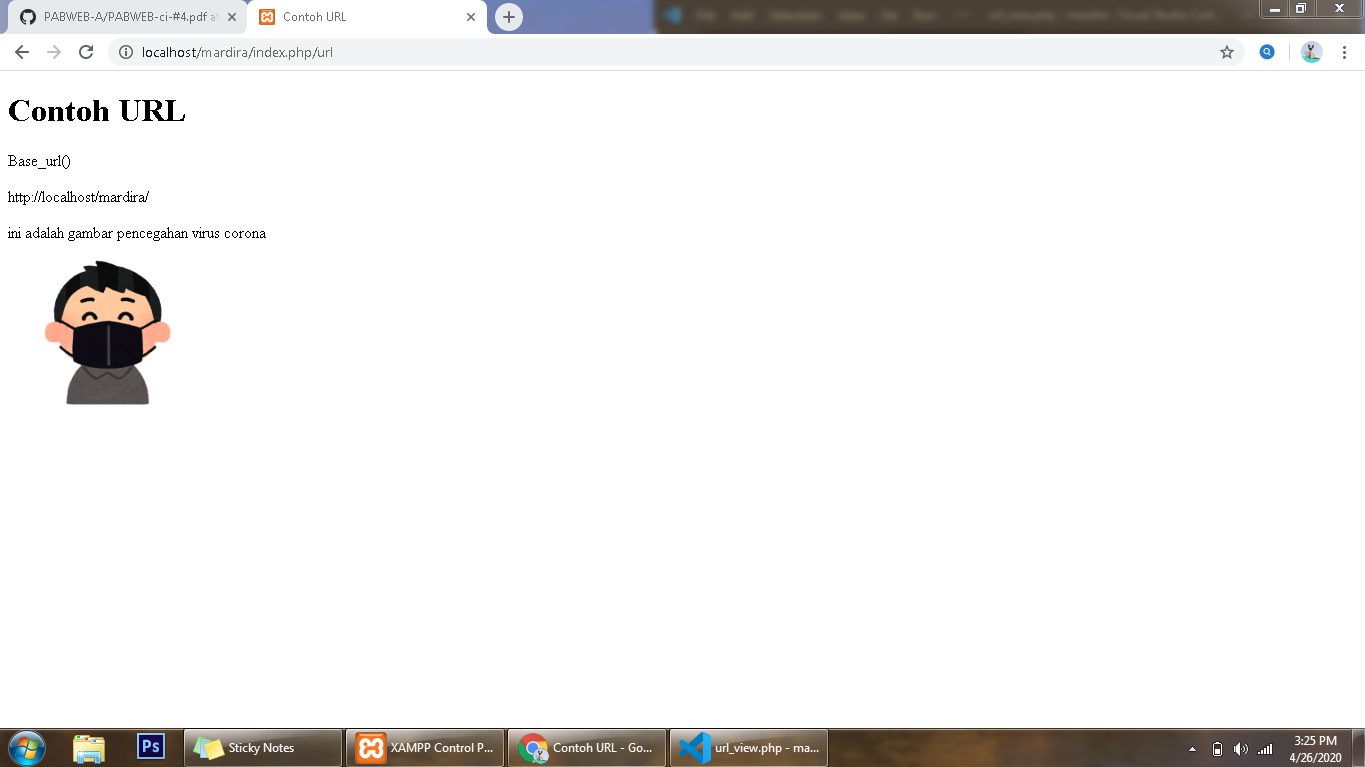 PABWEB-A/PABWEB-ci-#4.pdf at
Contoh URL
localhost/mardira/index.php/url
Contoh URL
Base_url()
http://localhost/mardira/
ini adalah gambar pencegahan virus corona
Ps
Sticky Notes
XAMPP Control P...
Contoh URL - Go...
url_view.php - ma...
3:25 PM
4/26/2020